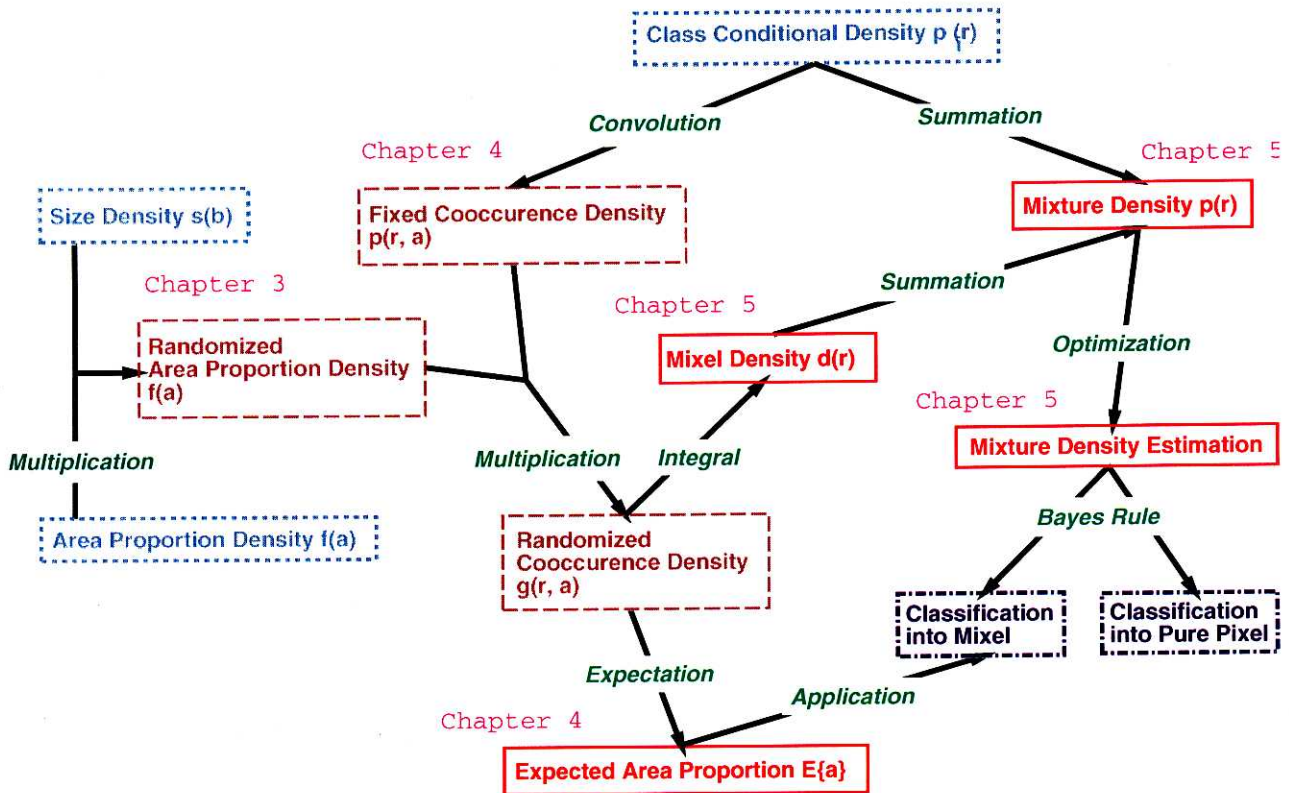 Class Conditional Density p (r)
i
Convolution
Summation
Chapter 4
Chapter 5
Size Density s(b)
Fixed Cooccurence Density
p(r, a)
Mixture Density p(r)
Chapter 3
Summation
Chapter 5
Randomized
Area Proportion Density
f(a)
Mixel Density d(r)
Optimization
Chapter 5
Multiplication
Multiplication
Integral
Mixture Density Estimation
Area Proportion Density f(a)
Randomized
Cooccurence Density
g(r, a)
Bayes Rule
Classification
into Mixel
Classification
into Pure Pixel
Expectation
Application
Chapter 4
Expected Area Proportion E{a}